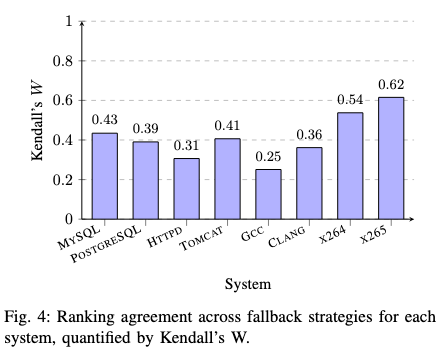 1
0.8
0.6
0.4
0.2
0
Kendall's W
0.43
0.39
0.31
0.41
0.25
0.36
0.54
0.62
MySQL
PostgreSQL
Httpd
Tomcat
Gcc
Clang
x264
x265
System
Fig. 4: Ranking agreement across fallback strategies for each
system, quantified by Kendall's W.